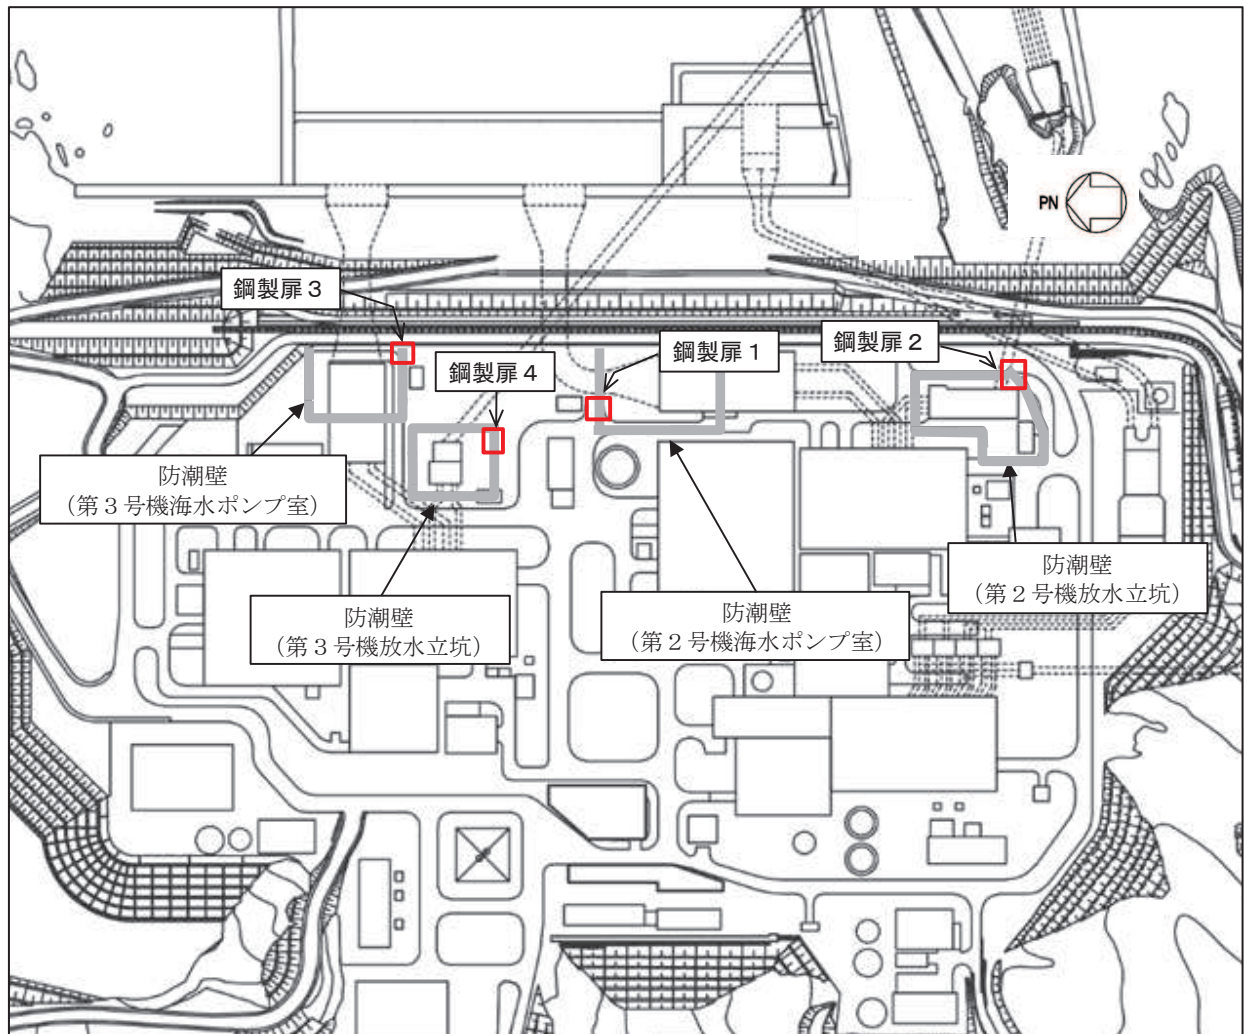 PN
鋼製扉３
鋼製扉４
鋼製扉１
鋼製扉２
防潮壁
（第３号機海水ポンプ室）
防潮壁
（第３号機放水立坑）
防潮壁
（第２号機海水ポンプ室）
防潮壁
（第２号機放水立坑）